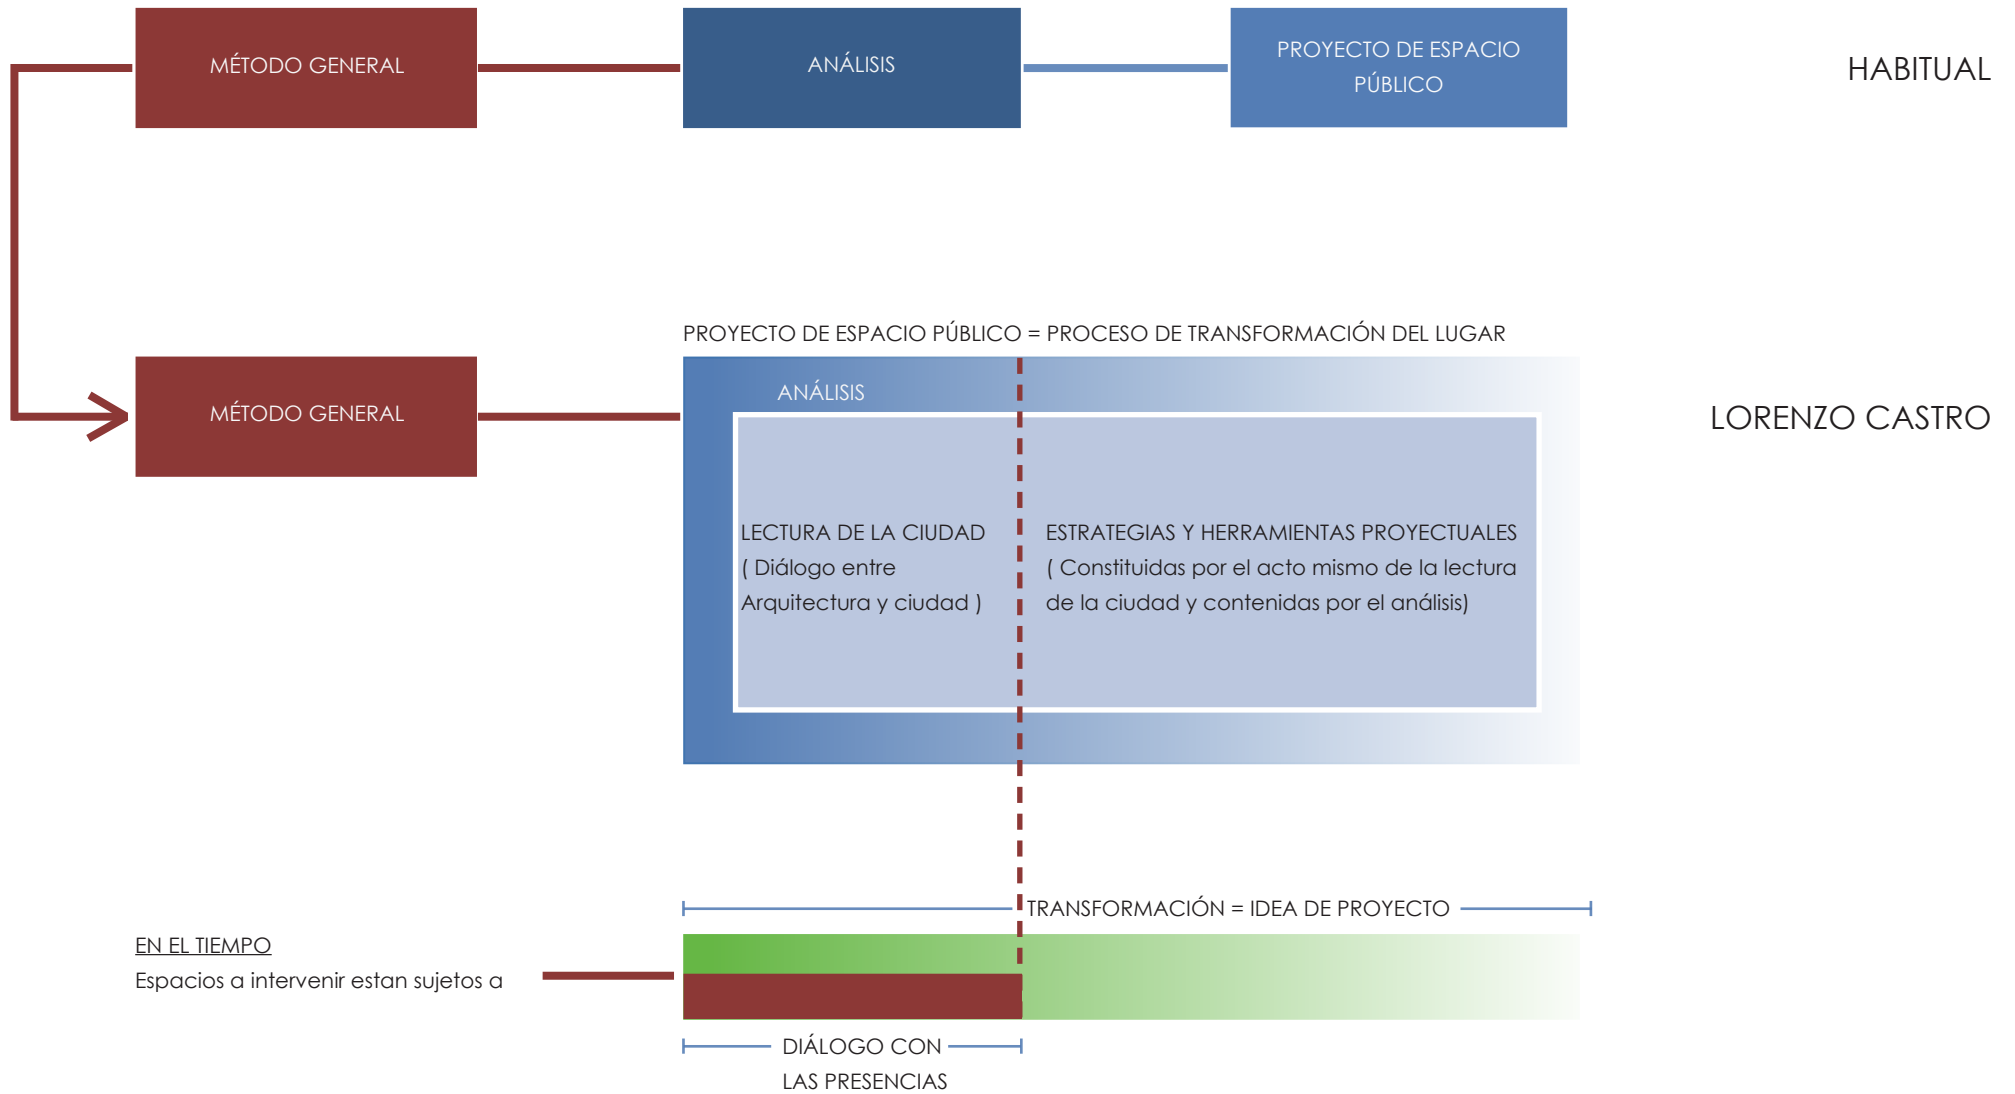 MÉTODO GENERAL
ANÁLISIS
PROYECTO DE ESPACIO
PÚBLICO
HABITUAL
PROYECTO DE ESPACIO PÚBLICO = PROCESO DE TRANSFORMACIÓN DEL LUGAR
MÉTODO GENERAL
ANÁLISIS
LORENZO CASTRO
LECTURA DE LA CIUDAD
( Diálogo entre
Arquitectura y ciudad )
ESTRATEGIAS Y HERRAMIENTAS PROYECTUALES
( Constituidas por el acto mismo de la lectura
de la ciudad y contenidas por el análisis)
TRANSFORMACIÓN = IDEA DE PROYECTO
EN EL TIEMPO
Espacios a intervenir estan sujetos a
DIÁLOGO CON
LAS PRESENCIAS